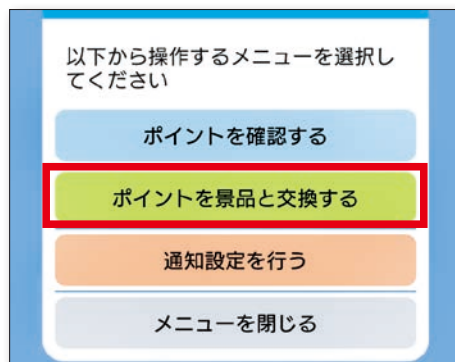 以下から操作するメニューを選択し
てください
ポイントを確認する
ポイントを景品と交換する
通知設定を行う
メニューを閉じる